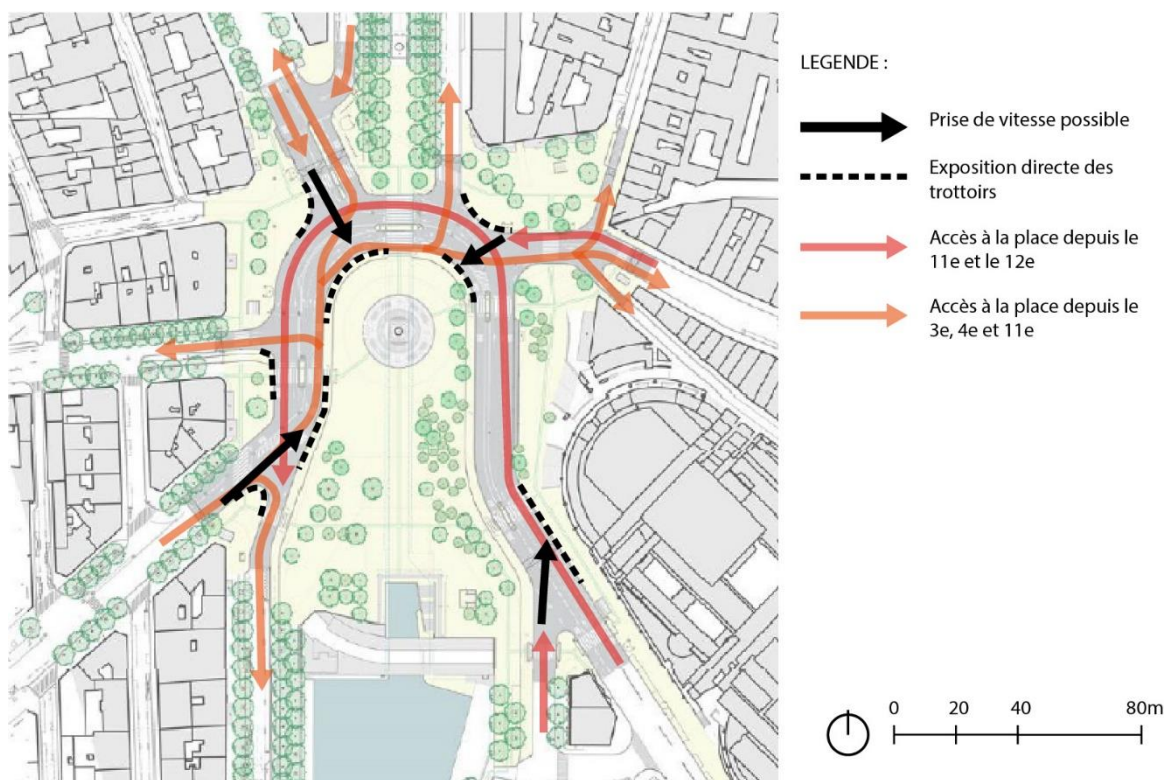 LEGENDE :
Prise de vitesse possible
Exposition directe des
trottoirs
Accès à la place depuis le
11e et le 12e
Accès à la place depuis le
3e, 4e et 11e
0 20 40 80m